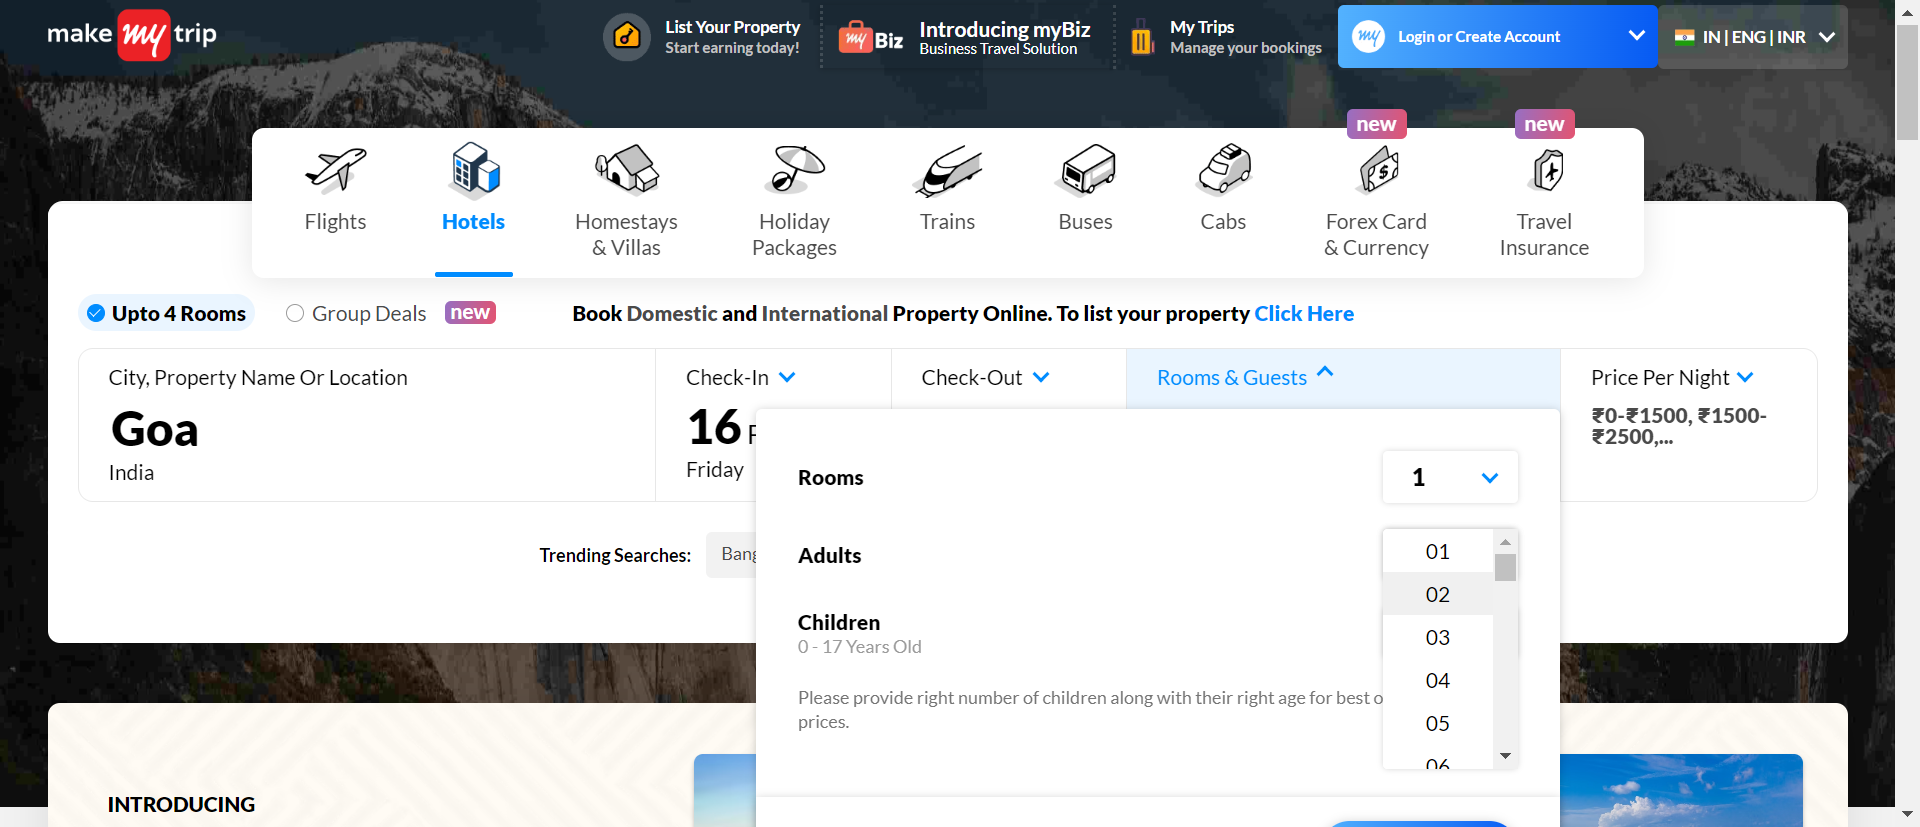 make my trip
List Your Property
Start earning today!
my Biz
Introducing myBiz
Business Travel Solution
My Trips
Manage your bookings
my
Login or Create Account
IN | ENG | INR
new
new
Flights
Hotels
Homestays
& Villas
Holiday
Packages
Trains
Buses
Cabs
Forex Card
& Currency
Travel
Insurance
Upto 4 Rooms
Group Deals
new
Book Domestic and International Property Online. To list your property Click Here
City, Property Name Or Location
Goa
India
Check-In
16
Friday
Check-Out
Rooms & Guests
Price Per Night
₹0-₹1500, ₹1500-
₹2500,...
Rooms
1
Adults
01
02
03
04
05
06
Children
0 - 17 Years Old
Please provide right number of children along with their right age for best o
prices.
Trending Searches:
Bang
INTRODUCING